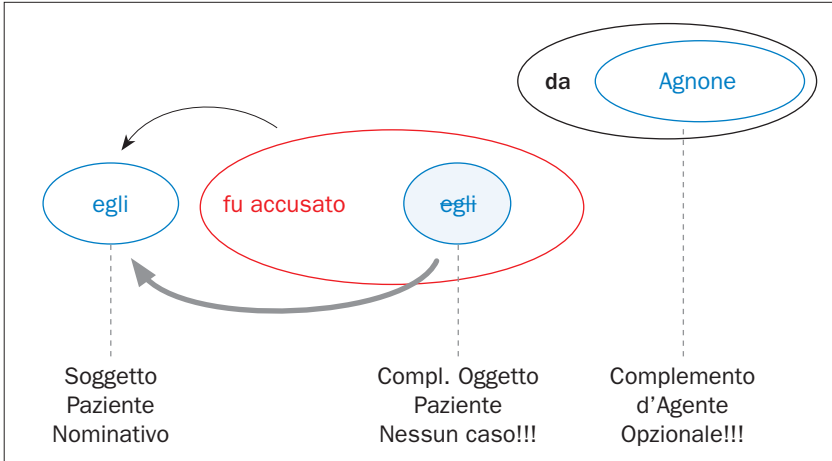 da Agnone
egli fu accusato egli
Soggetto
Paziente
Nominativo
Compl. Oggetto
Paziente
Nessun caso!!!
Complemento
d'Agente
Opzionale!!!